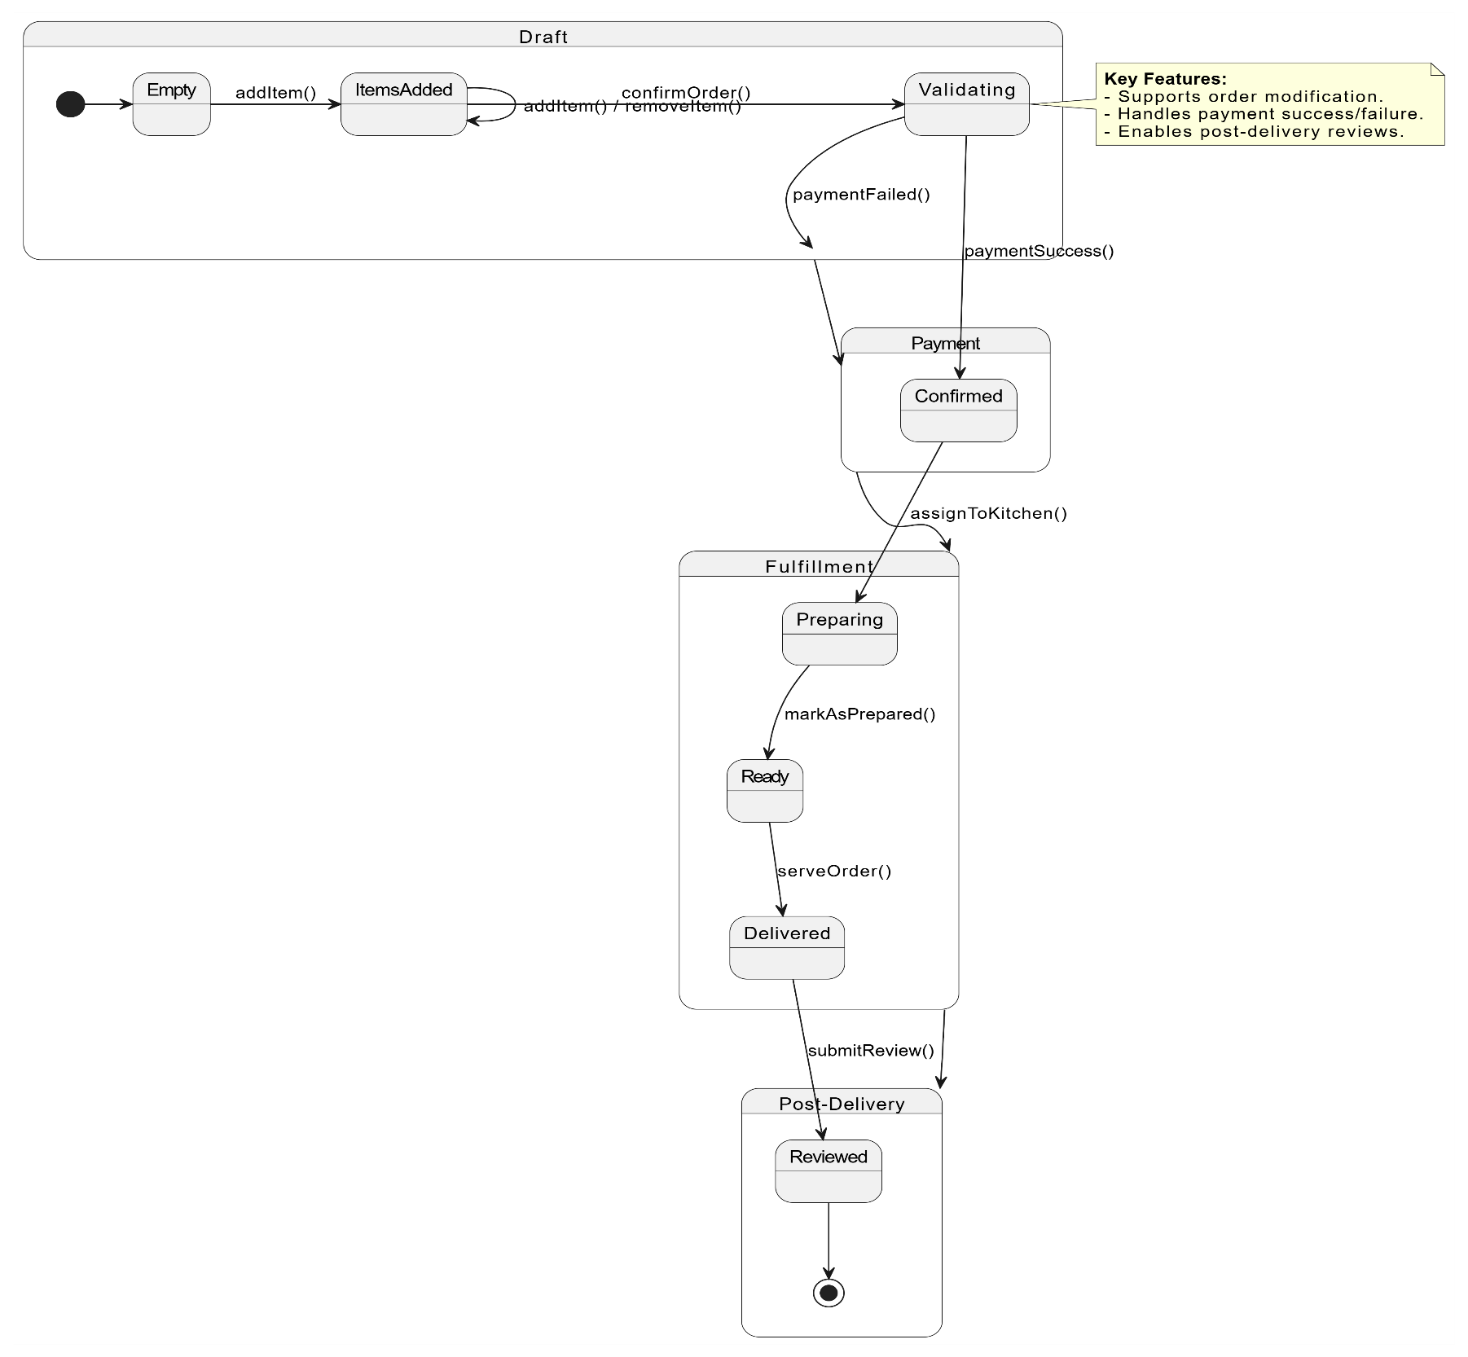 Draft
Empty
addItem()
ItemsAdded
confirmOrder()
addItem() / removeItem()
Validating
Key Features:
- Supports order modification.
- Handles payment success/failure.
- Enables post-delivery reviews.
paymentFailed()
paymentSuccess()
Payment
Confirmed
assignToKitchen()
Fulfillment
Preparing
markAsPrepared()
Ready
serveOrder()
Delivered
submitReview()
Post-Delivery
Reviewed